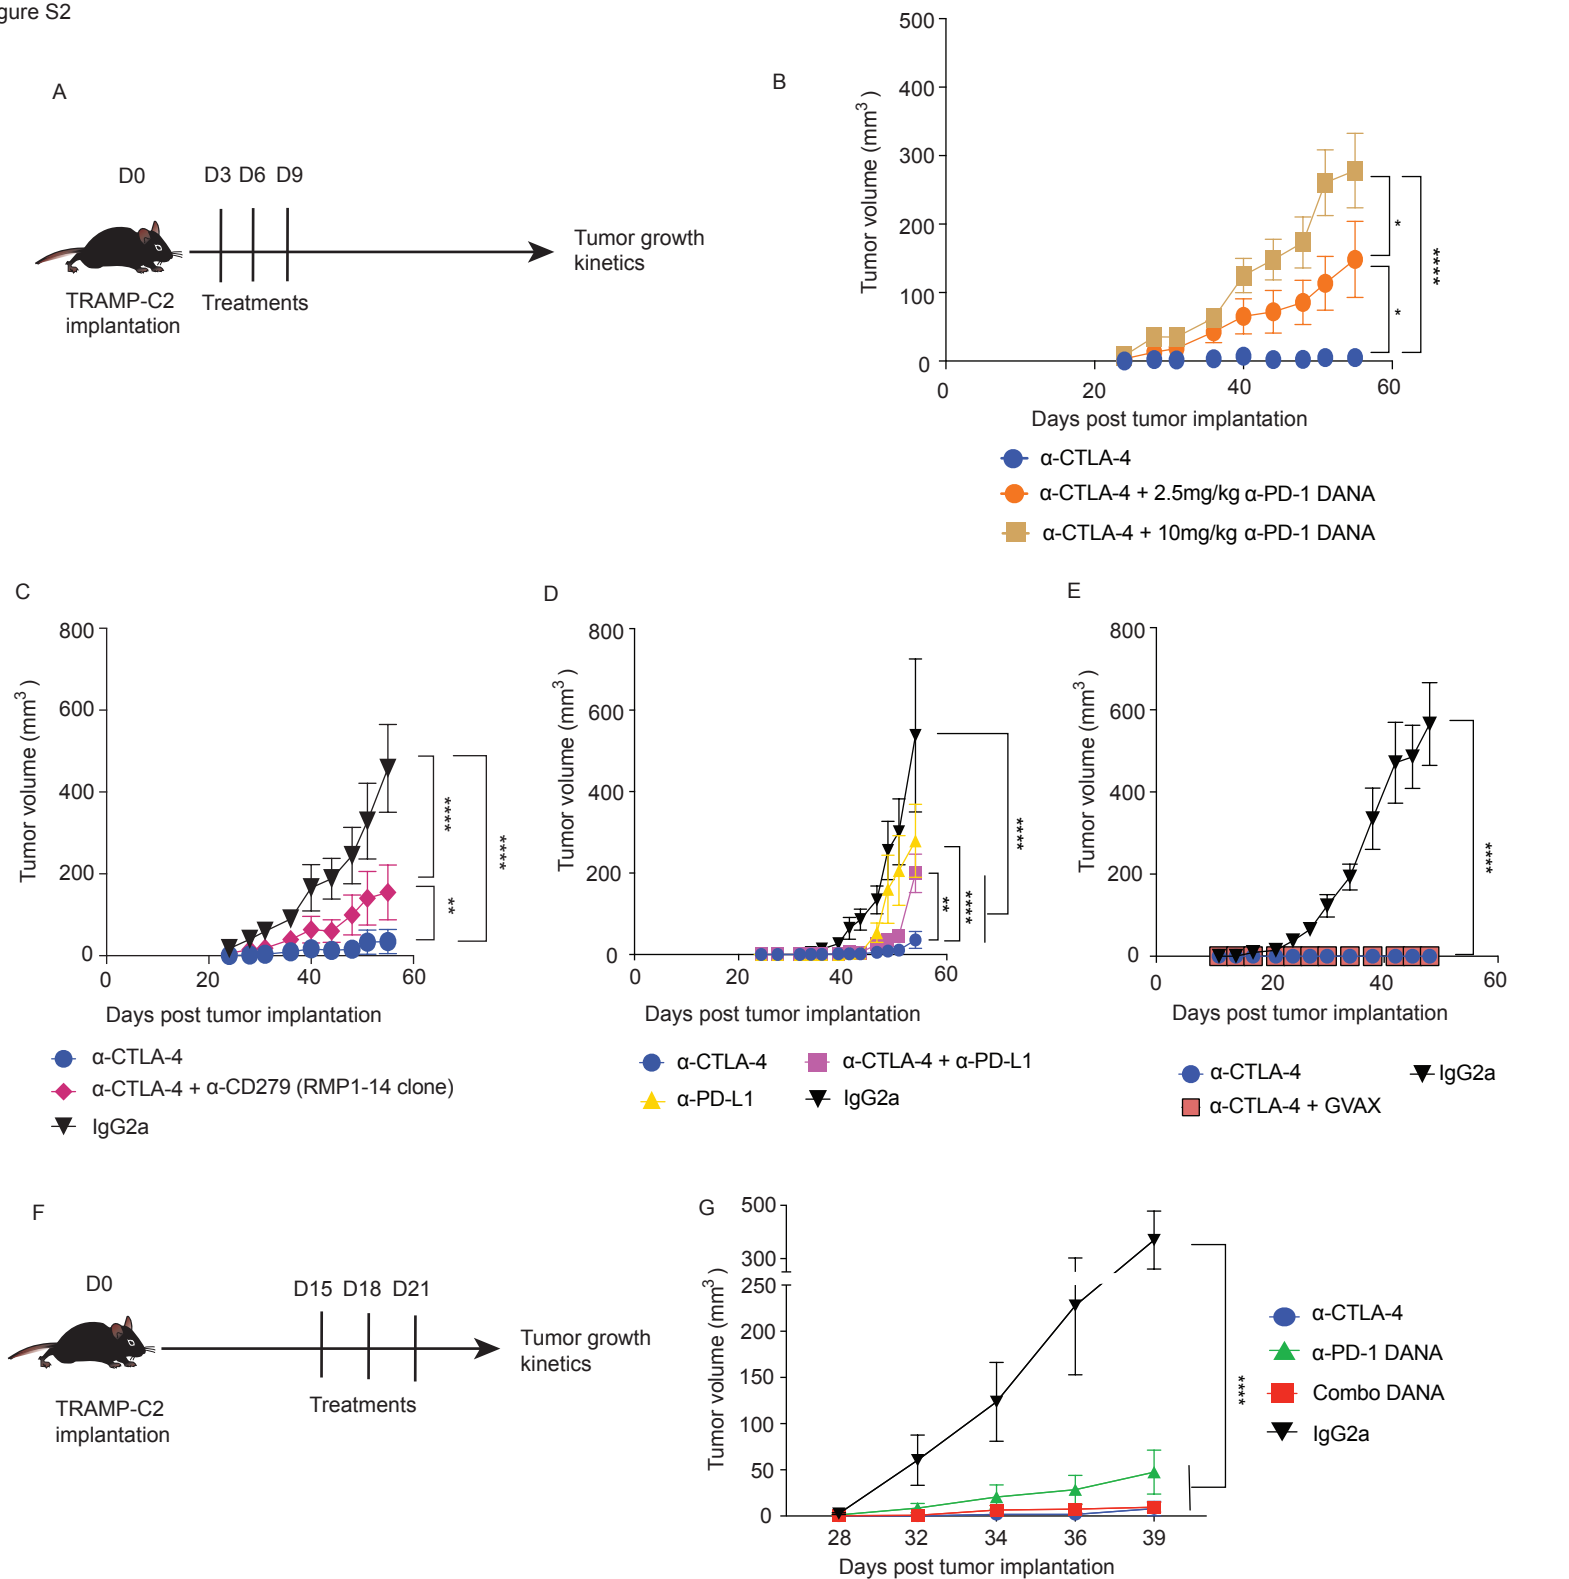 gure S2
A
D0
D3 D6 D9
TRAMP-C2
implantation
Treatments
Tumor growth
kinetics
B
Tumor volume (mm3 )
500
400
300
200
100
0
0 20 40 60
Days post tumor implantation
*
*
****
α-CTLA-4
α-CTLA-4 + 2.5mg/kg α-PD-1 DANA
α-CTLA-4 + 10mg/kg α-PD-1 DANA
C
Tumor volume (mm3 )
800
600
400
200
0
0 20 40 60
Days post tumor implantation
****
**
****
α-CTLA-4
α-CTLA-4 + α-CD279 (RMP1-14 clone)
IgG2a
D
Tumor volume (mm3 )
800
600
400
200
0
0 20 40 60
Days post tumor implantation
**
****
****
α-CTLA-4
α-CTLA-4 + α-PD-L1
α-PD-L1
IgG2a
E
Tumor volume (mm3 )
800
600
400
200
0
0 20 40 60
Days post tumor implantation
****
α-CTLA-4
IgG2a
α-CTLA-4 + GVAX
F
D0
D15 D18 D21
TRAMP-C2
implantation
Treatments
Tumor growth
kinetics
G
Tumor volume (mm3 )
500
300
250
200
150
100
50
0
28 32 34 36 39
Days post tumor implantation
****
α-CTLA-4
α-PD-1 DANA
Combo DANA
IgG2a